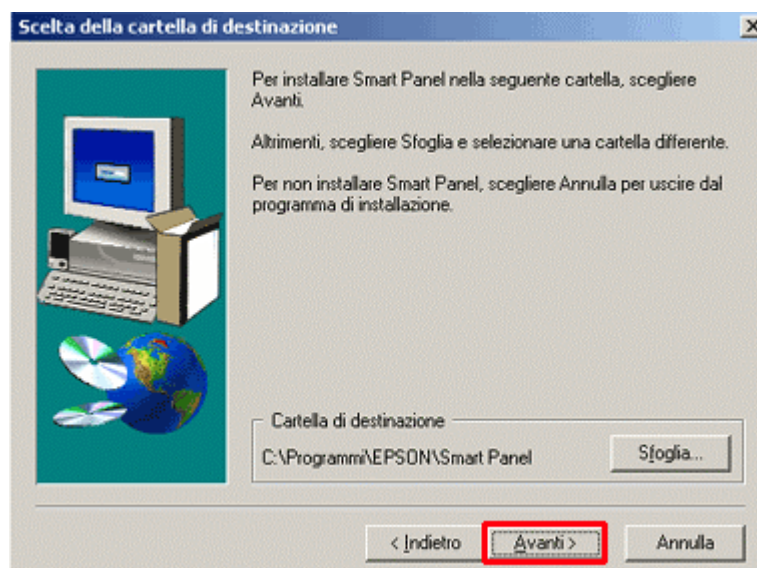 Scelta della cartella di destinazione
Per installare Smart Panel nella seguente cartella, scegliere
Avanti.
Altrimenti, scegliere Sfoglia e selezionare una cartella differente.
Per non installare Smart Panel, scegliere Annulla per uscire dal
programma di installazione.
Cartella di destinazione
C:\Programmi\EPSON\Smart Panel
Sfoglia...
< Indietro
Avanti >
Annulla